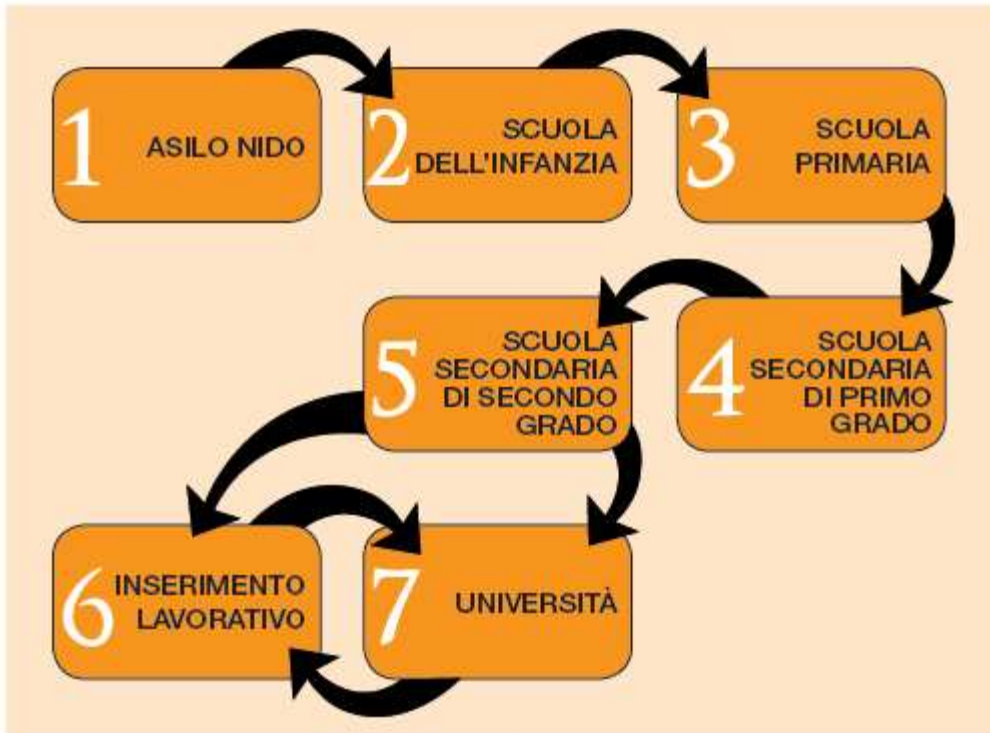 1
ASILO NIDO
2
SCUOLA
DELL'INFANZIA
3
SCUOLA
PRIMARIA
4
SCUOLA
SECONDARIA
DI PRIMO
GRADO
5
SCUOLA
SECONDARIA
DI SECONDO
GRADO
6
INSERIMENTO
LAVORATIVO
7
UNIVERSITÀ